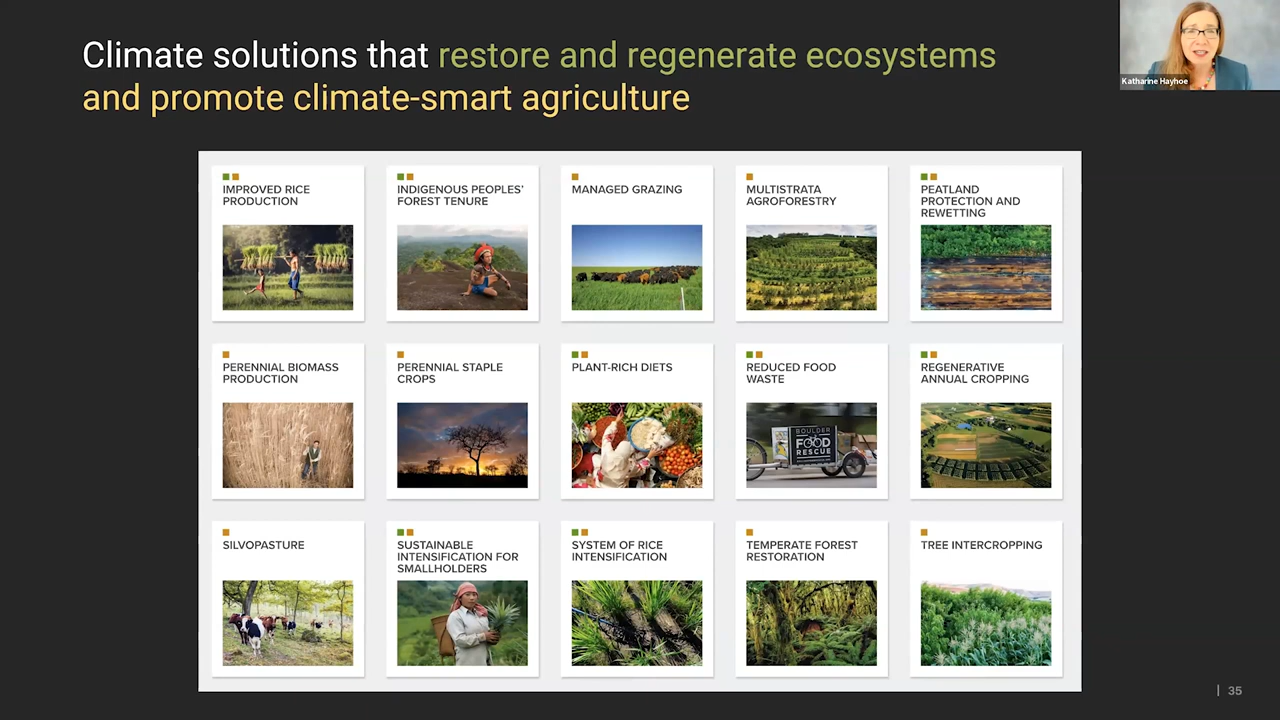 Climate solutions that restore and regenerate ecosystems
and promote climate-smart agriculture
Katharine Hayhoe
IMPROVED RICE
PRODUCTION
INDIGENOUS PEOPLES'
FOREST TENURE
MANAGED GRAZING
MULTISTRATA
AGROFORESTRY
PEATLAND
PROTECTION AND
REWETTING
PERENNIAL BIOMASS
PRODUCTION
PERENNIAL STAPLE
CROPS
PLANT-RICH DIETS
REDUCED FOOD
WASTE
BOULDER
FOOD
RESCUE
REGENERATIVE
ANNUAL CROPPING
SILVOPASTURE
SUSTAINABLE
INTENSIFICATION FOR
SMALLHOLDERS
SYSTEM OF RICE
INTENSIFICATION
TEMPERATE FOREST
RESTORATION
TREE INTERCROPPING
| 35